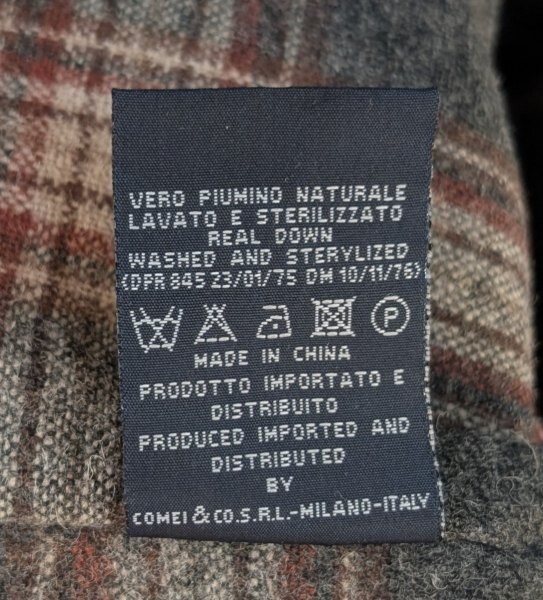 VERO PIUMINO NATURALE
LAVATO E STERILIZZATO
REAL DOWN
WASHED AND STERYLIZED
(DPR 845 23/01/75 DM 10/11/76)
P
MADE IN CHINA
PRODOTTO IMPORTATO E
DISTRIBUITO
PRODUCED IMPORTED AND
DISTRIBUTED
BY
COMEI & CO.S.R.L.-MILANO-ITALY